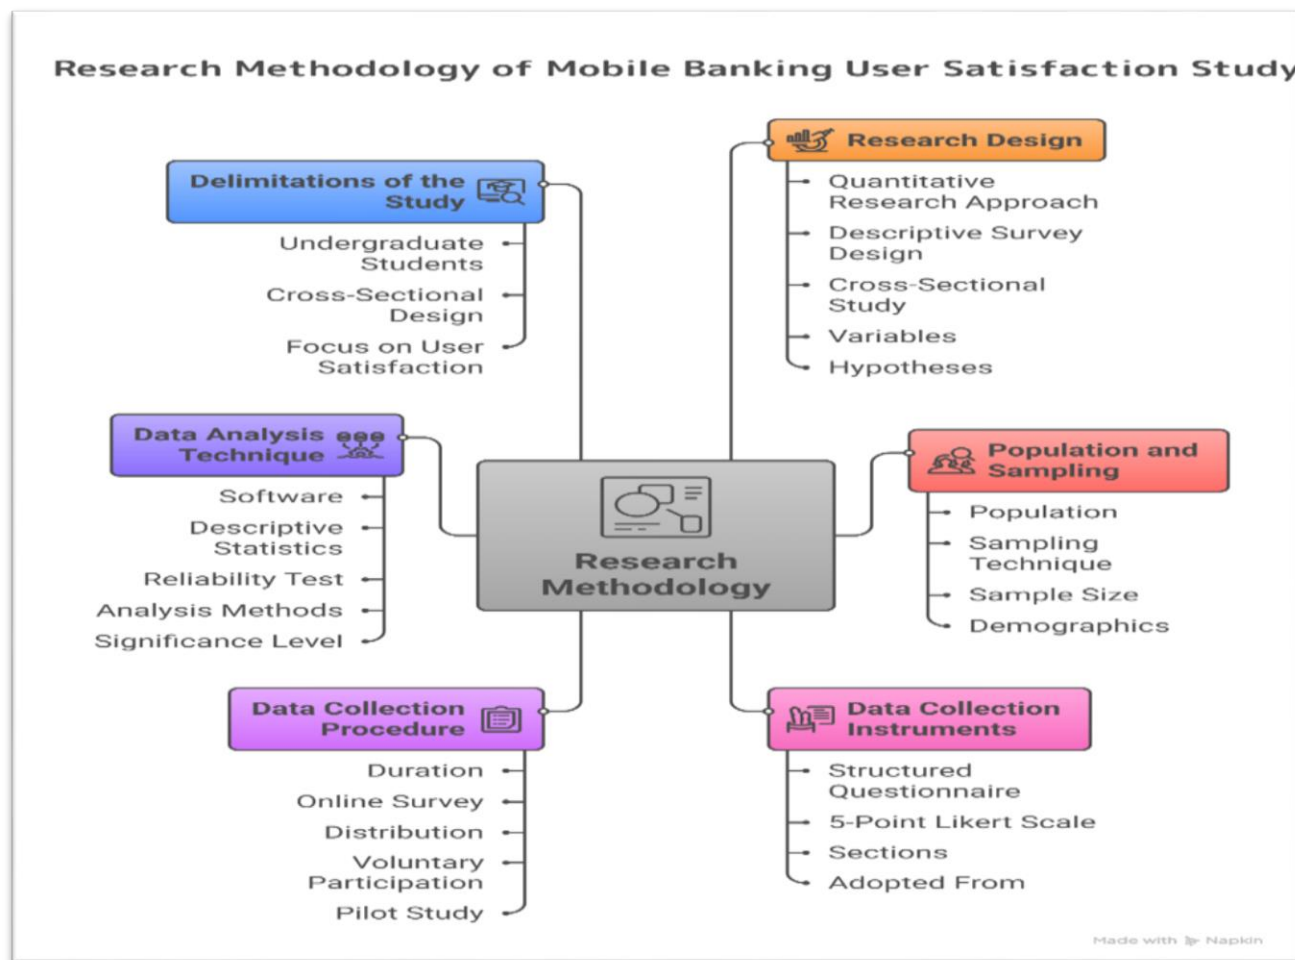 Research Methodology of Mobile Banking User Satisfaction Study
Delimitations of the
Study
Undergraduate
Students
Cross-Sectional
Design
Focus on User
Satisfaction
Data Analysis
Technique
Software
Descriptive
Statistics
Reliability Test
Analysis Methods
Significance Level
Data Collection
Procedure
Duration
Online Survey
Distribution
Voluntary
Participation
Pilot Study
Research
Methodology
Research Design
Quantitative
Research Approach
Descriptive Survey
Design
Cross-Sectional
Study
Variables
Hypotheses
Population and
Sampling
Population
Sampling
Technique
Sample Size
Demographics
Data Collection
Instruments
Structured
Questionnaire
5-Point Likert Scale
Sections
Adopted From
Made with Napkin